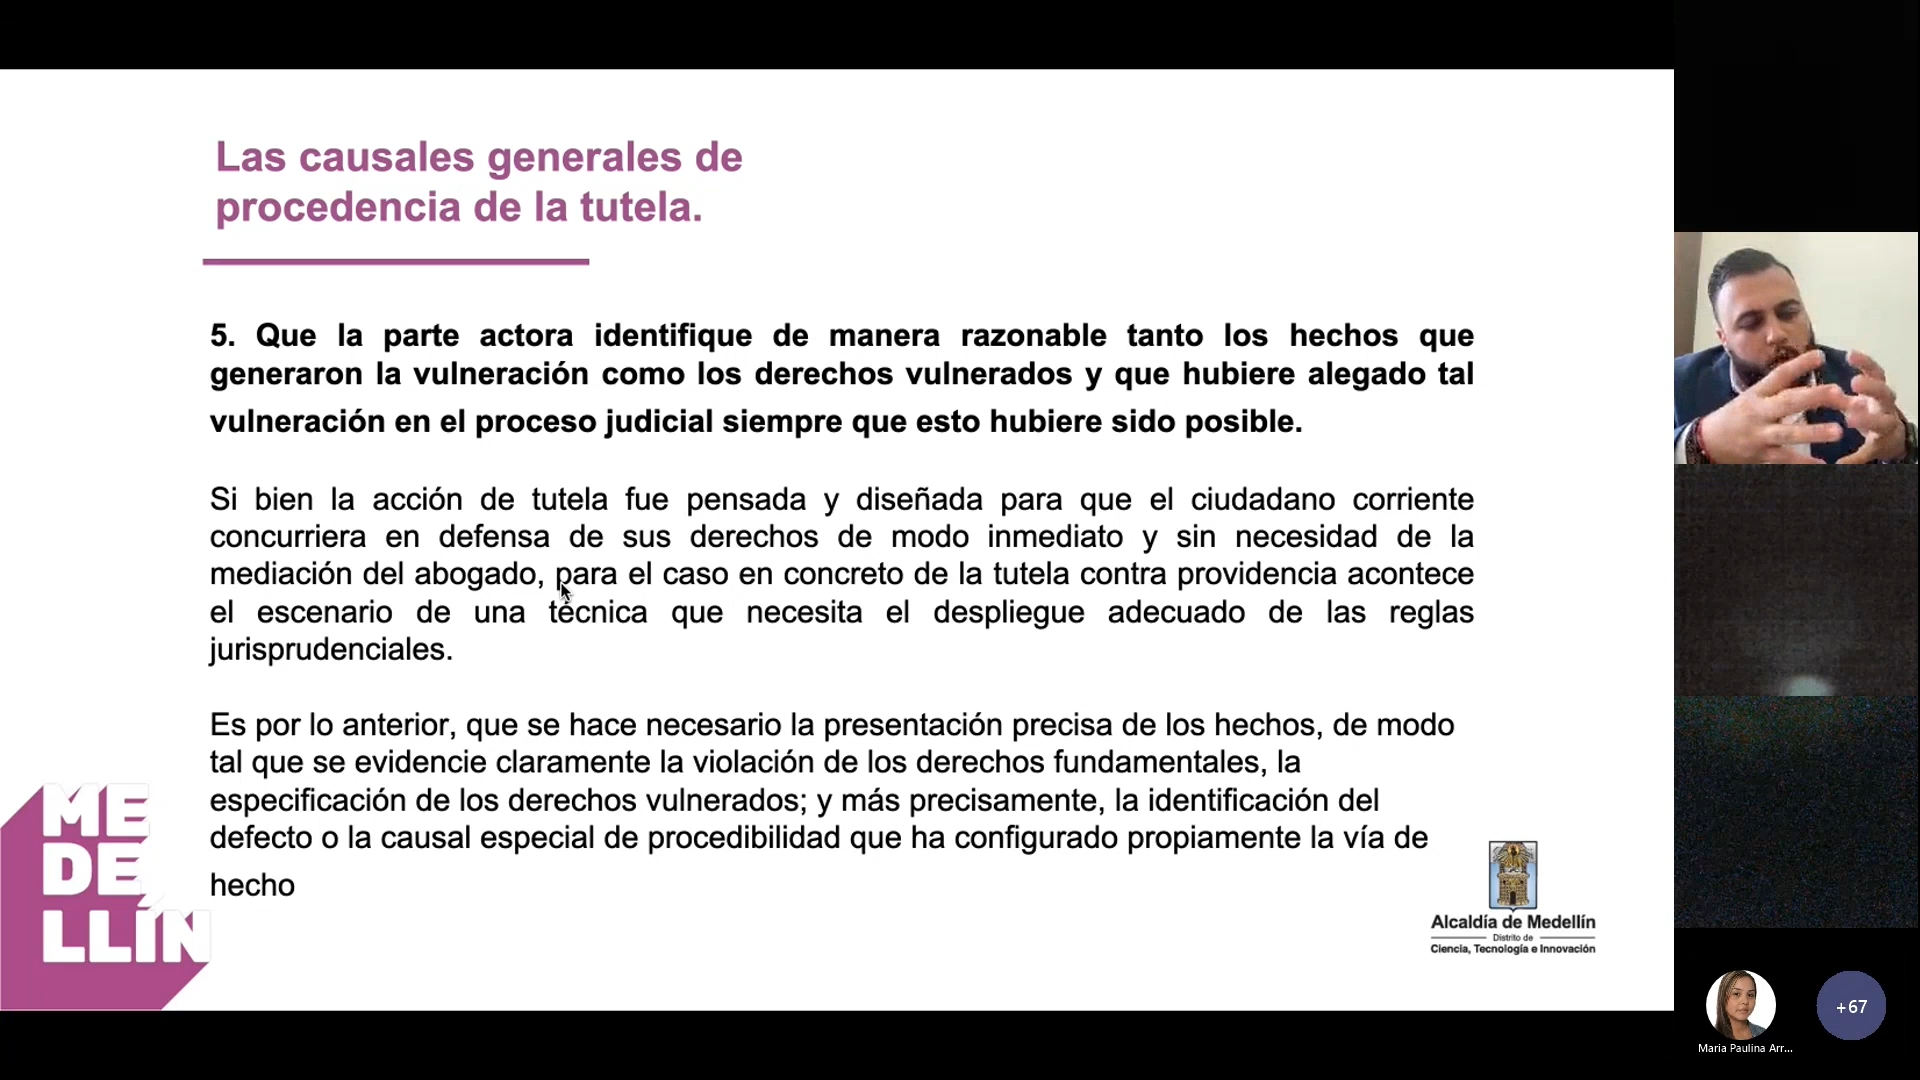 Las causales generales de
procedencia de la tutela.
5. Que la parte actora identifique de manera razonable tanto los hechos que
generaron la vulneración como los derechos vulnerados y que hubiere alegado tal
vulneración en el proceso judicial siempre que esto hubiere sido posible.
Si bien la acción de tutela fue pensada y diseñada para que el ciudadano corriente
concurriera en defensa de sus derechos de modo inmediato y sin necesidad de la
mediación del abogado, para el caso en concreto de la tutela contra providencia acontece
el escenario de una técnica que necesita el despliegue adecuado de las reglas
jurisprudenciales.
Es por lo anterior, que se hace necesario la presentación precisa de los hechos, de modo
tal que se evidencie claramente la violación de los derechos fundamentales, la
especificación de los derechos vulnerados; y más precisamente, la identificación del
defecto o la causal especial de procedibilidad que ha configurado propiamente la vía de
hecho
ME
DE
LLÍN
Alcaldía de Medellín
Distrito de
Ciencia, Tecnología e Innovación
+67
Maria Paulina Arr...